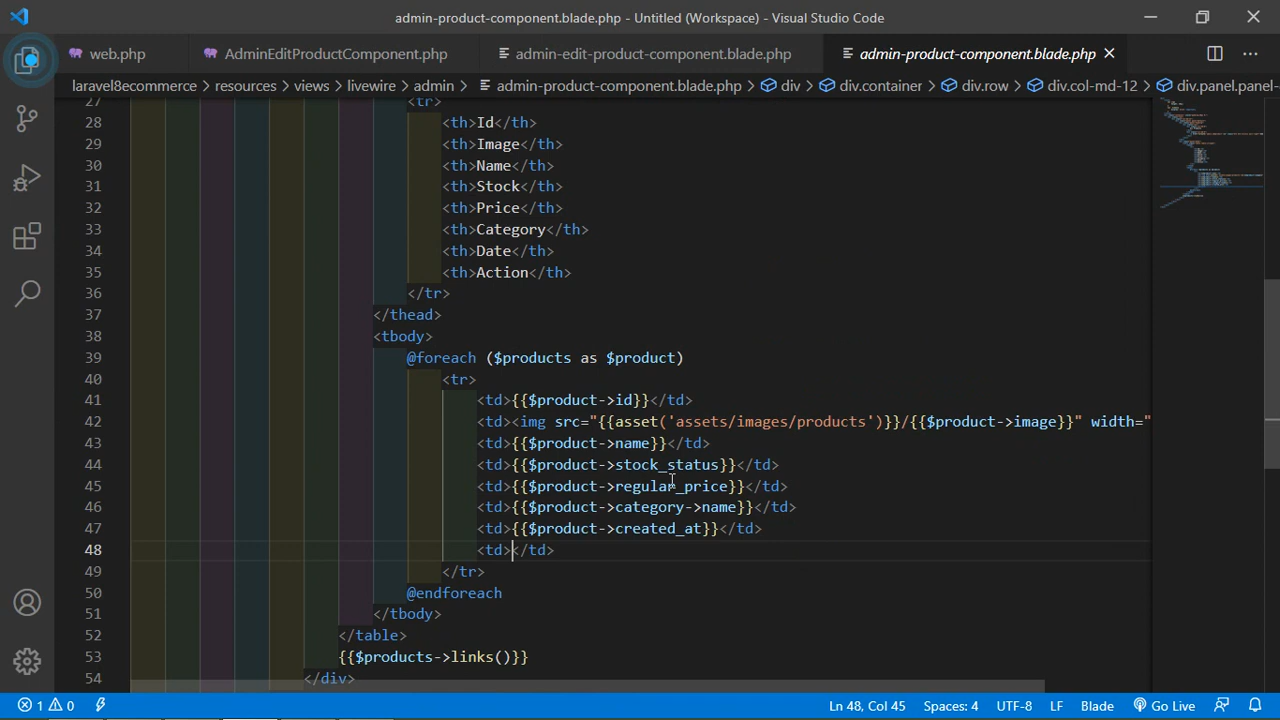 admin-product-component.blade.php - Untitled (Workspace) - Visual Studio Code
web.php AdminEditProductComponent.php admin-edit-product-component.blade.php admin-product-component.blade.php
laravel8ecommerce > resources > views > livewire > admin > admin-product-component.blade.php > div > div.container > div.row > div.col-md-12 > div.panel.panel-
27 <tr>
28 <th>Id</th>
29 <th>Image</th>
30 <th>Name</th>
31 <th>Stock</th>
32 <th>Price</th>
33 <th>Category</th>
34 <th>Date</th>
35 <th>Action</th>
36 </tr>
37 </thead>
38 <tbody>
39 @foreach ($products as $product)
40 <tr>
41 <td>{{$product->id}}</td>
42 <td><img src="{{asset('assets/images/products')}}/{{$product->image}}" width="
43 <td>{{$product->name}}</td>
44 <td>{{$product->stock_status}}</td>
45 <td>{{$product->regular_price}}</td>
46 <td>{{$product->category->name}}</td>
47 <td>{{$product->created_at}}</td>
48 <td></td>
49 </tr>
50 @endforeach
51 </tbody>
52 </table>
53 {{$products->links()}}
54 </div>
1 0 Ln 48, Col 45 Spaces: 4 UTF-8 LF Blade Go Live